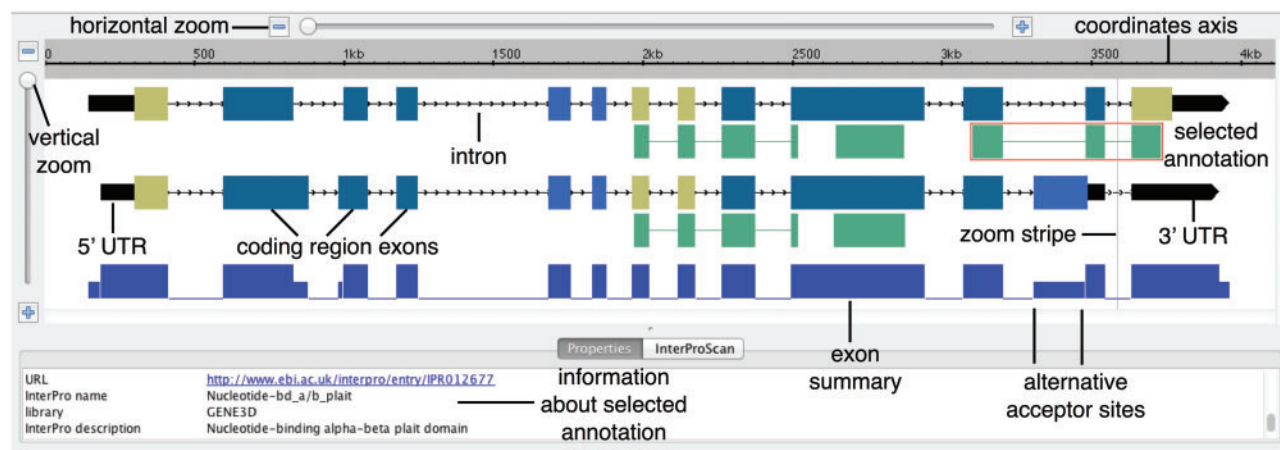 horizontal zoom
coordinates axis
0 500 1kb 1500 2kb 2500 3kb 3500 4kb
vertical
zoom
intron
selected
annotation
5' UTR
coding region exons
zoom stripe
3' UTR
exon
summary
alternative
acceptor sites
Properties InterProScan
URL http://www.ebi.ac.uk/interpro/entry/IPR012677
InterPro name Nucleotide-bd_a/b_plait
library GENE3D
InterPro description Nucleotide-binding alpha-beta plait domain
information
about selected
annotation